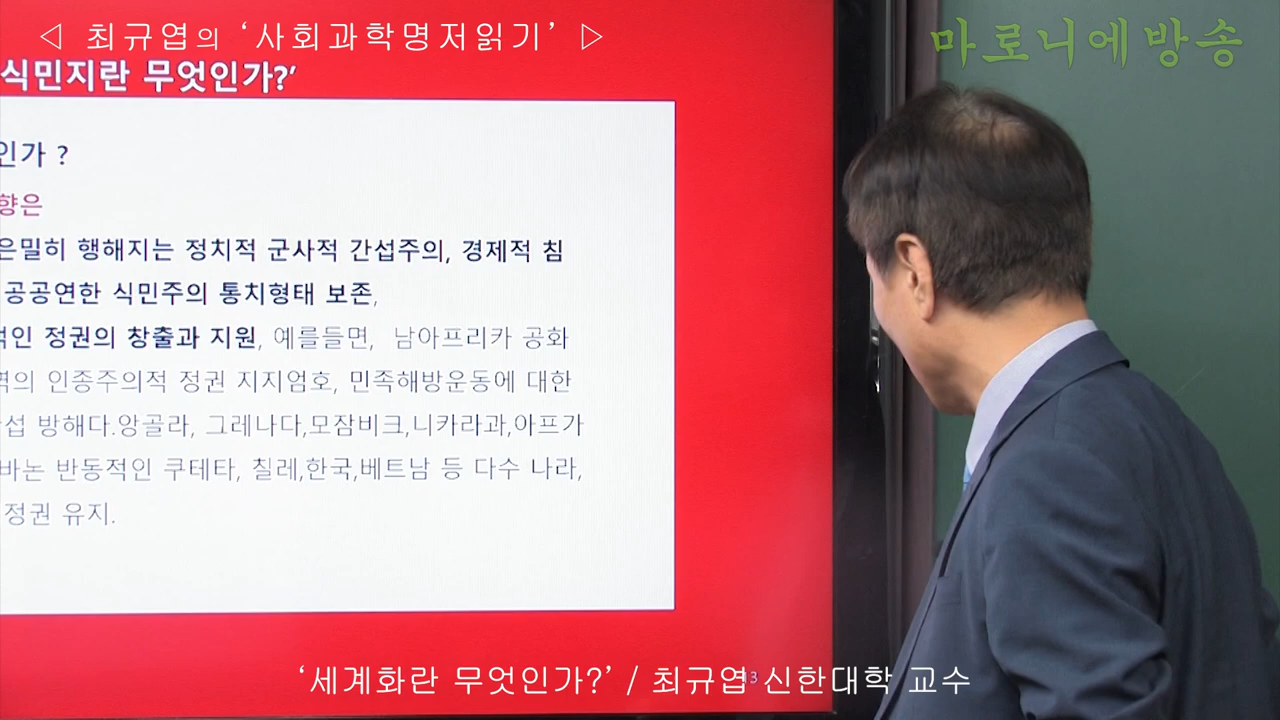 ◁ 최규엽의 ‘사회과학명저읽기’ ▷
마로니에방송
식민지란 무엇인가?’
인가 ?
향은
은밀히 행해지는 정치적 군사적 간섭주의, 경제적 침
공공연한 식민주의 통치형태 보존,
적인 정권의 창출과 지원, 예를들면, 남아프리카 공화
역의 인종주의적 정권 지지엄호, 민족해방운동에 대한
섭 방해다.앙골라, 그레나다,모잠비크,니카라과,아프가
바논 반동적인 쿠테타, 칠레,한국,베트남 등 다수 나라,
정권 유지.
13
‘세계화란 무엇인가?’ / 최규엽 신한대학 교수